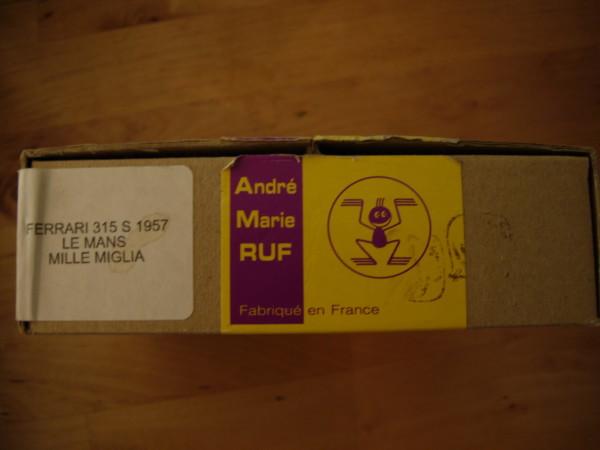 FERRARI 315 S 1957
LE MANS
MILLE MIGLIA
André
Marie
RUF
Fabriqué en France